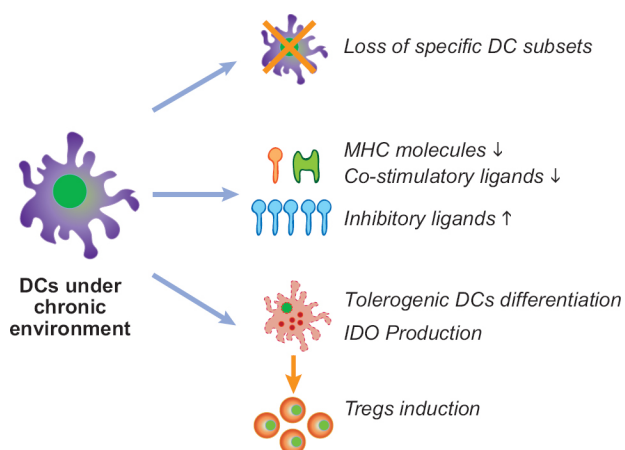 Loss of specific DC subsets
MHC molecules ↓
Co-stimulatory ligands ↓
Inhibitory ligands ↑
DCs under
chronic
environment
Tolerogenic DCs differentiation
IDO Production
Tregs induction